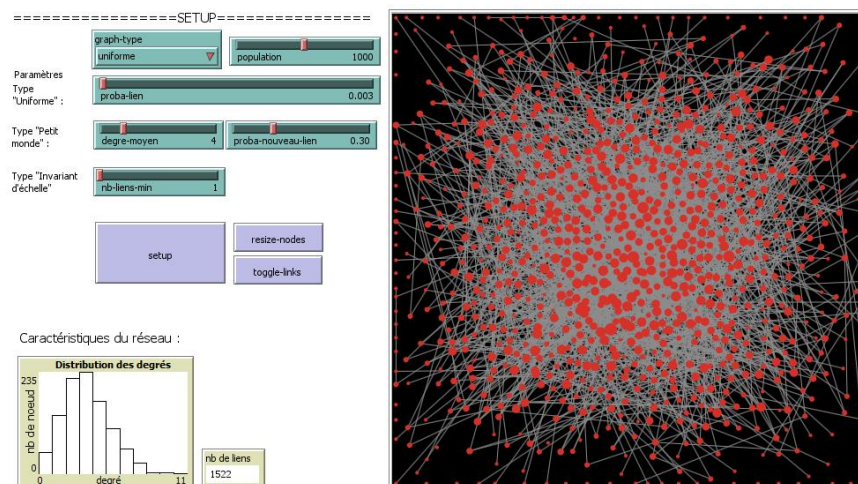 ==================SETUP==================
graph-type
uniforme
population 1000
Paramètres
Type
"Uniforme" :
proba-lien 0.003
Type "Petit
monde" :
degre-moyen 4
proba-nouveau-lien 0.30
Type "Invariant
d'échelle"
nb-liens-min 1
setup
resize-nodes
toggle-links
Caractéristiques du réseau :
Distribution des degrés
235
nb de noeud
0
0 degré 11
nb de liens
1522